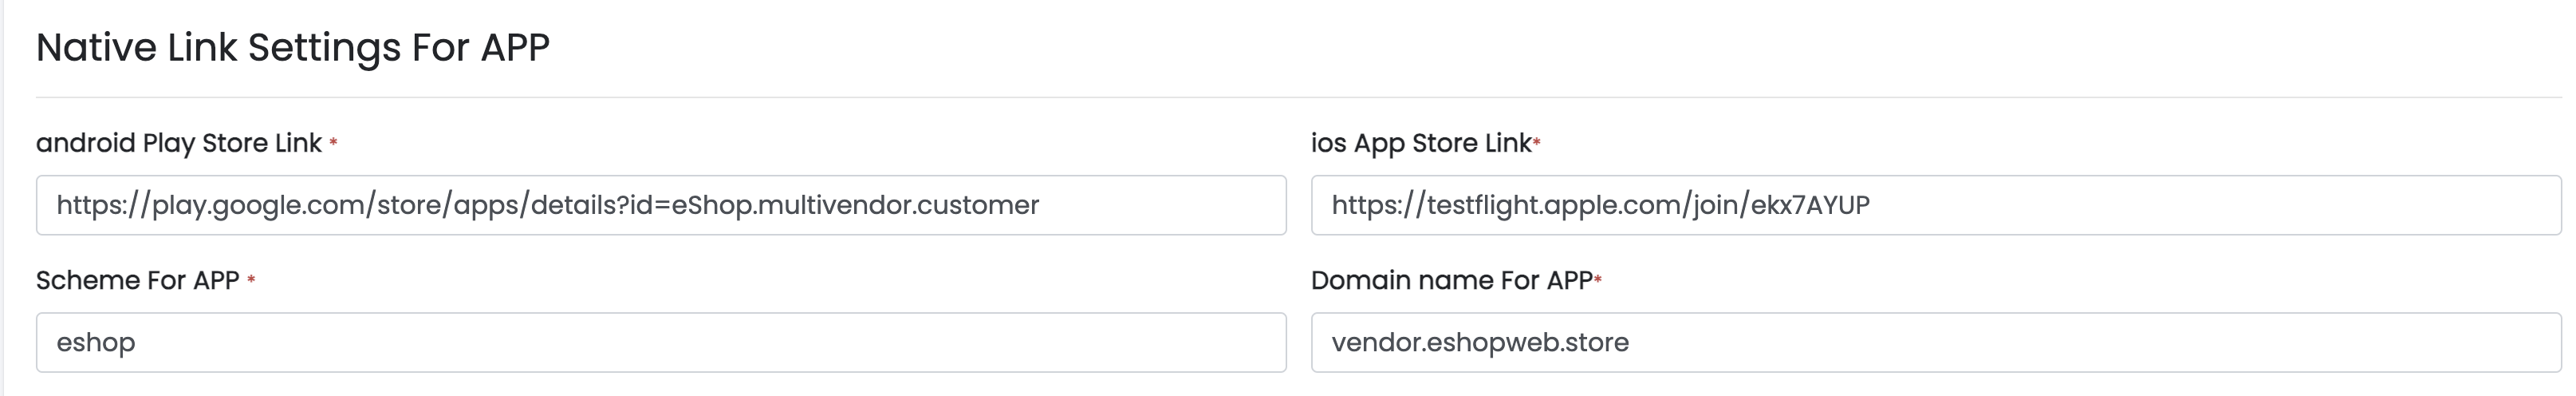 Native Link Settings For APP
android Play Store Link *
ios App Store Link*
https://play.google.com/store/apps/details?id=eShop.multivendor.customer
https://testflight.apple.com/join/ekx7AYUP
Scheme For APP *
Domain name For APP*
eshop
vendor.eshopweb.store